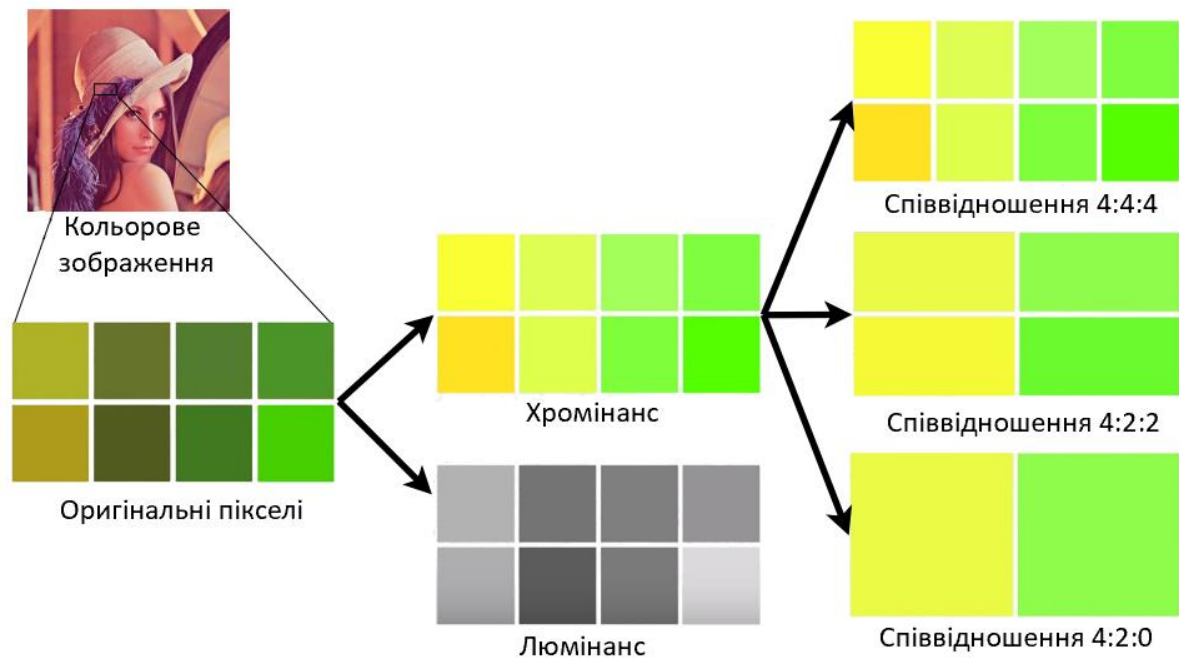 Кольорове
зображення
Оригінальні пікселі
Хромінанс
Люмінанс
Співвідношення 4:4:4
Співвідношення 4:2:2
Співвідношення 4:2:0